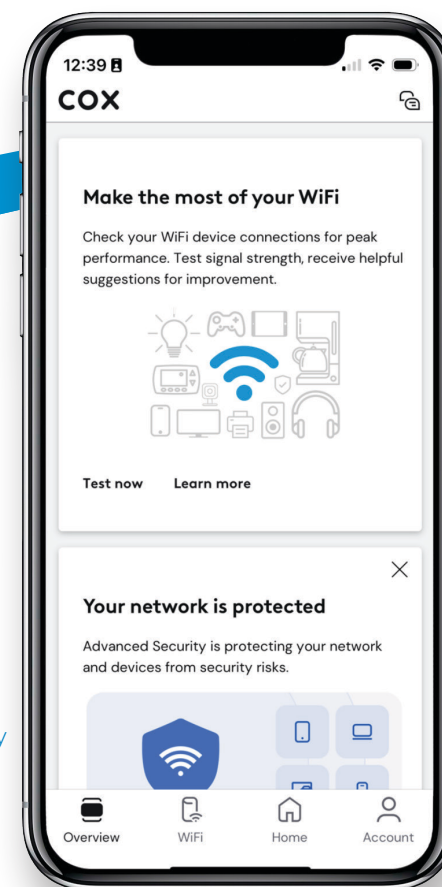 12:39
COX
Make the most of your WiFi
Check your WiFi device connections for peak
performance. Test signal strength, receive helpful
suggestions for improvement.
Test now Learn more
Your network is protected
Advanced Security is protecting your network
and devices from security risks.
Overview WiFi Home Account